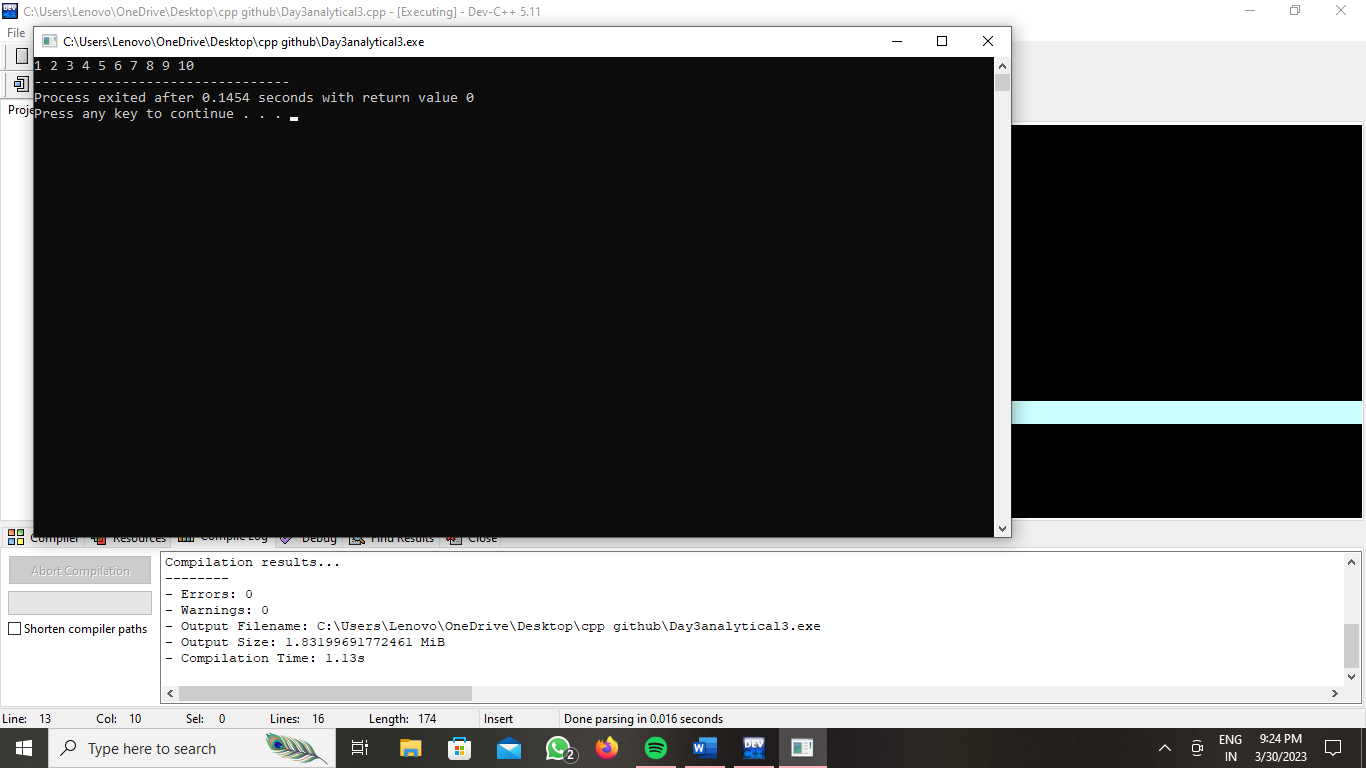 C:\Users\Lenovo\OneDrive\Desktop\cpp github\Day3analytical3.cpp - [Executing] - Dev-C++ 5.11
File
C:\Users\Lenovo\OneDrive\Desktop\cpp github\Day3analytical3.exe
1 2 3 4 5 6 7 8 9 10
--------------------------------
Process exited after 0.1454 seconds with return value 0
Press any key to continue . . .
Proje
Compiler Resources Compile Log Debug Find Results Close
Abort Compilation
Shorten compiler paths
Compilation results...
--------
- Errors: 0
- Warnings: 0
- Output Filename: C:\Users\Lenovo\OneDrive\Desktop\cpp github\Day3analytical3.exe
- Output Size: 1.83199691772461 MiB
- Compilation Time: 1.13s
Line: 13 Col: 10 Sel: 0 Lines: 16 Length: 174 Insert Done parsing in 0.016 seconds
Type here to search
2
W
DEV
ENG
IN
9:24 PM
3/30/2023